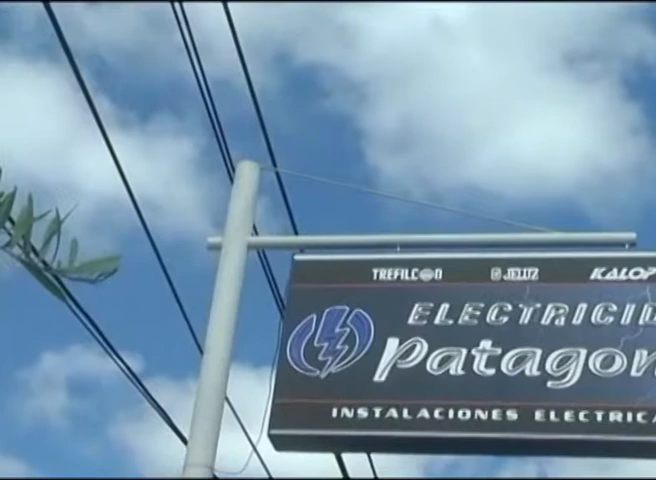 TREFILCON JELUZ KALOP
ELECTRICID
Patagon
INSTALACIONES ELECTRICA